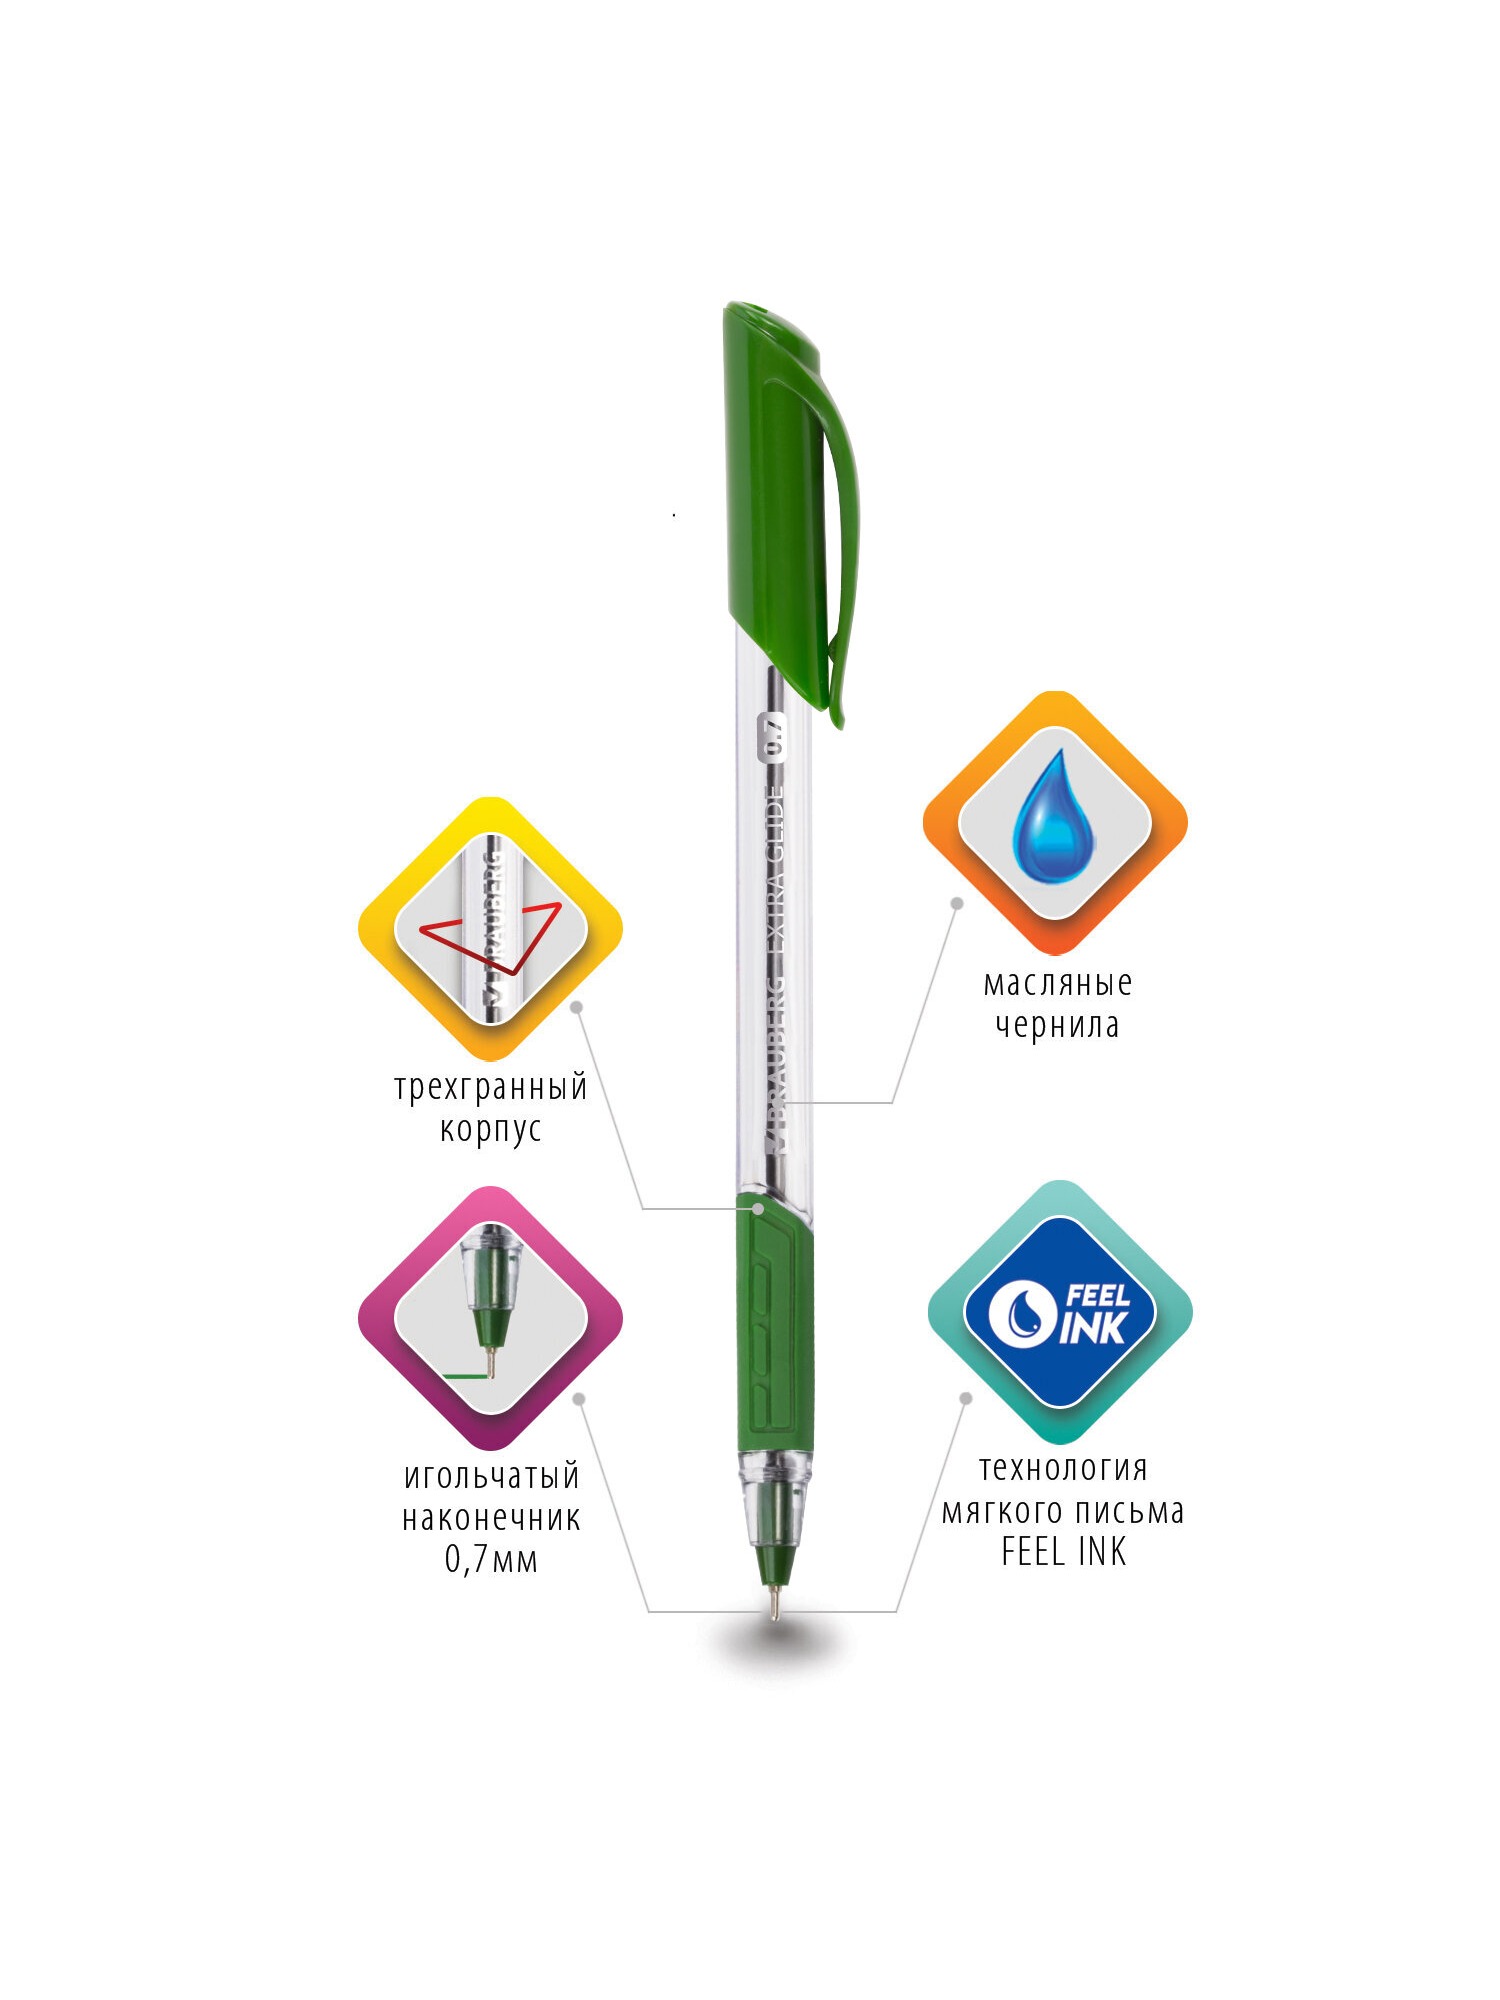 0.7
BRAUBERG EXTRA GLIDE
BRAUBERG
трехгранный
корпус
масляные
чернила
игольчатый
наконечник
0,7мм
FEEL
INK
технология
мягкого письма
FEEL INK